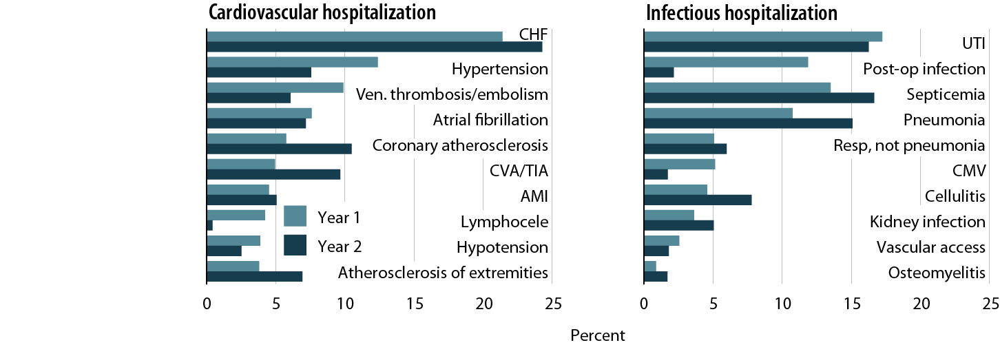 Cardiovascular hospitalization
CHF
Hypertension
Ven. thrombosis/embolism
Atrial fibrillation
Coronary atherosclerosis
CVA/TIA
AMI
Lymphocele
Hypotension
Atherosclerosis of extremities
Year 1
Year 2
0 5 10 15 20 25
Infectious hospitalization
UTI
Post-op infection
Septicemia
Pneumonia
Resp, not pneumonia
CMV
Cellulitis
Kidney infection
Vascular access
Osteomyelitis
0 5 10 15 20 25
Percent